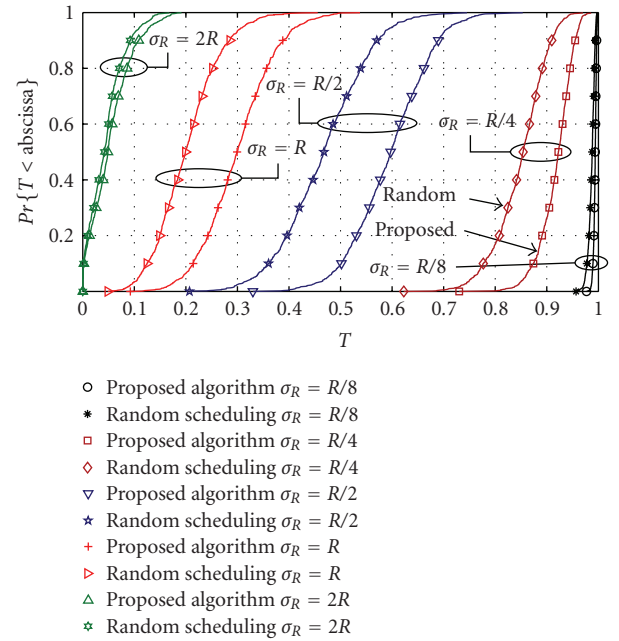 Pr{T < abscissa}
1
0.8
0.6
0.4
0.2
σR = 2R
σR = R/2
σR = R
σR = R/4
Random
Proposed
σR = R/8
0 0.1 0.2 0.3 0.4 0.5 0.6 0.7 0.8 0.9 1
T
Proposed algorithm σR = R/8
Random scheduling σR = R/8
Proposed algorithm σR = R/4
Random scheduling σR = R/4
Proposed algorithm σR = R/2
Random scheduling σR = R/2
Proposed algorithm σR = R
Random scheduling σR = R
Proposed algorithm σR = 2R
Random scheduling σR = 2R